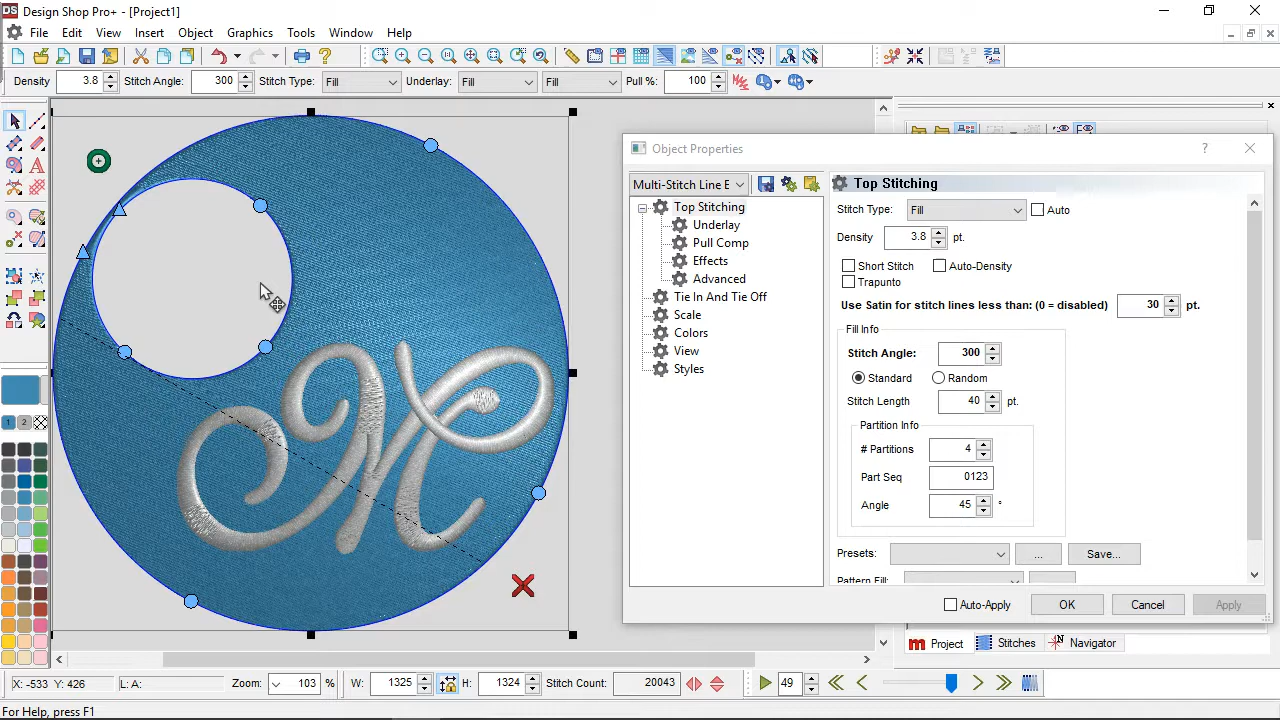 DS Design Shop Pro+ - [Project1]
File Edit View Insert Object Graphics Tools Window Help
Density 3.8 Stitch Angle: 300 Stitch Type: Fill Underlay: Fill Fill Pull % 100
Object Properties
Multi-Stitch Line E
Top Stitching
Underlay
Pull Comp
Effects
Advanced
Tie In And Tie Off
Scale
Colors
View
Styles
Top Stitching
Stitch Type: Fill Auto
Density 3.8 pt.
Short Stitch Auto-Density
Trapunto
Use Satin for stitch lines less than: (0 = disabled) 30 pt.
Fill Info
Stitch Angle: 300
Standard Random
Stitch Length 40 pt.
Partition Info
# Partitions 4
Part Seq 0123
Angle 45 °
Presets: ... Save...
Pattern Fill:
Auto-Apply OK Cancel Apply
M
1 2
m Project Stitches N Navigator
X: -533 Y: 426 L: A: Zoom: 103 % W: 1325 H: 1324 Stitch Count: 20043 49
For Help, press F1